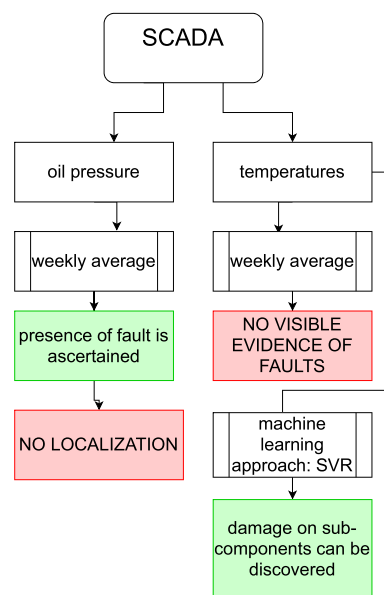 SCADA
oil pressure
temperatures
weekly average
weekly average
presence of fault is
ascertained
NO VISIBLE
EVIDENCE OF
FAULTS
NO LOCALIZATION
machine
learning
approach: SVR
damage on sub-
components can be
discovered